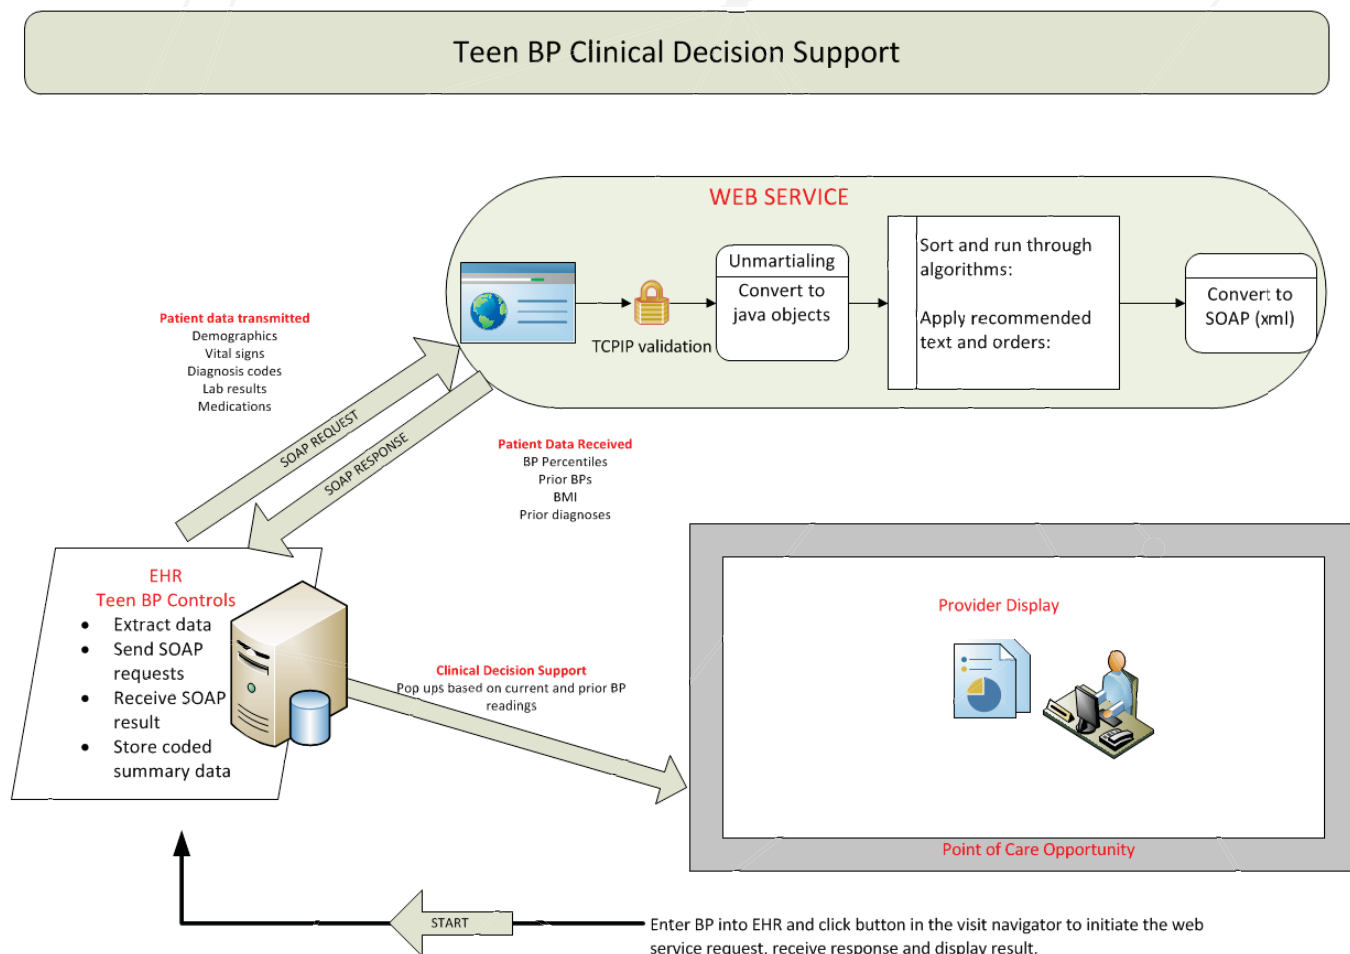 Teen BP Clinical Decision Support
WEB SERVICE
Unmartialing
Convert to
java objects
Sort and run through
algorithms:
Apply recommended
text and orders:
Convert to
SOAP (xml)
TCPIP validation
Patient data transmitted
Demographics
Vital signs
Diagnosis codes
Lab results
Medications
SOAP REQUEST
SOAP RESPONSE
Patient Data Received
BP Percentiles
Prior BPs
BMI
Prior diagnoses
EHR
Teen BP Controls
• Extract data
• Send SOAP
requests
• Receive SOAP
result
• Store coded
summary data
Clinical Decision Support
Pop ups based on current and prior BP
readings
Provider Display
Point of Care Opportunity
START
Enter BP into EHR and click button in the visit navigator to initiate the web
service request, receive response and display result.